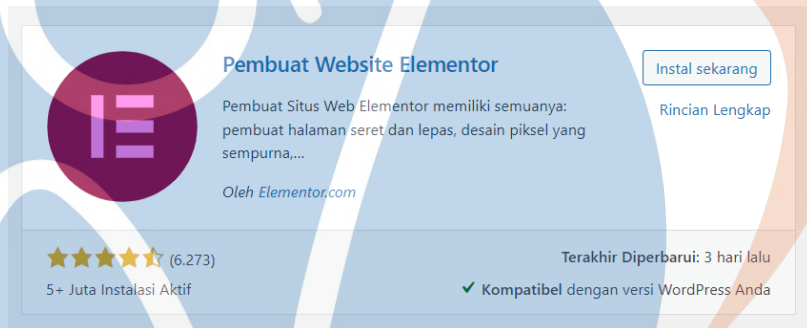 Pembuat Website Elementor
Instal sekarang
Rincian Lengkap
Pembuat Situs Web Elementor memiliki semuanya:
pembuat halaman seret dan lepas, desain piksel yang
sempurna,...
Oleh Elementor.com
(6.273)
5+ Juta Instalasi Aktif
Terakhir Diperbarui: 3 hari lalu
Kompatibel dengan versi WordPress Anda